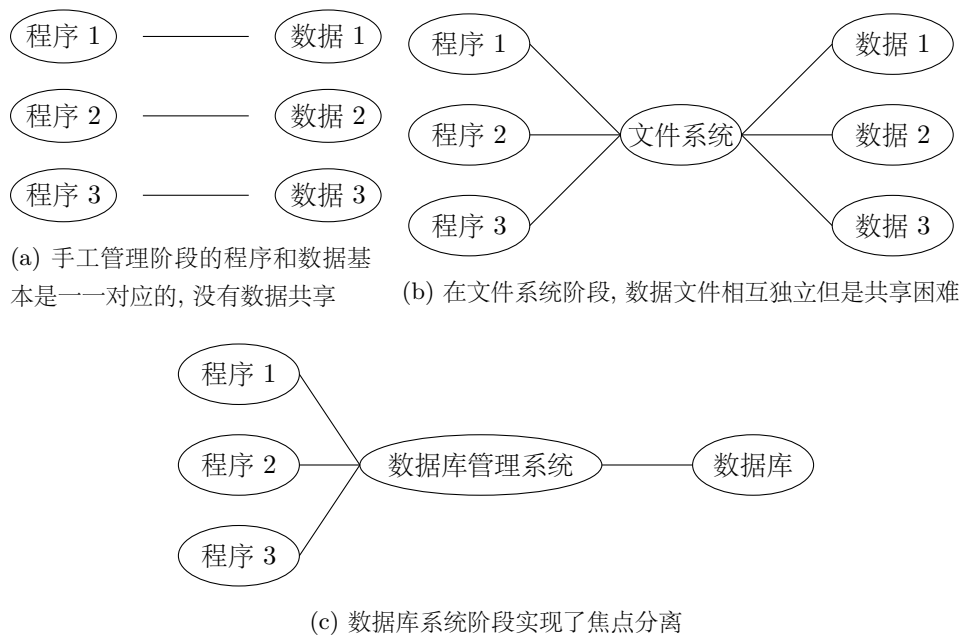 程序 1
数据 1
程序 2
数据 2
程序 3
数据 3
(a) 手工管理阶段的程序和数据基
本是一一对应的, 没有数据共享
程序 1
程序 2
程序 3
文件系统
数据 1
数据 2
数据 3
(b) 在文件系统阶段, 数据文件相互独立但是共享困难
程序 1
程序 2
程序 3
数据库管理系统
数据库
(c) 数据库系统阶段实现了焦点分离